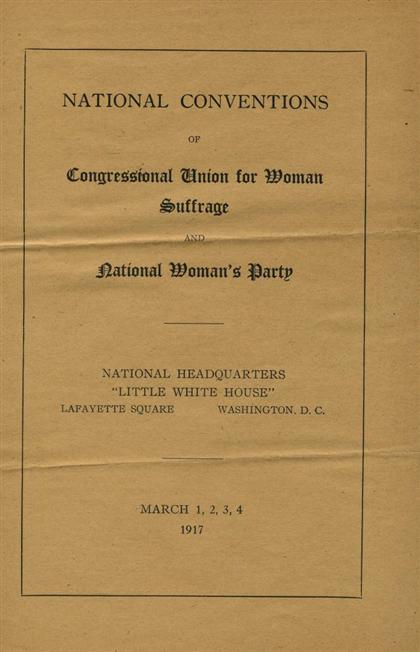 NATIONAL CONVENTIONS
OF
Congressional Union for Woman
Suffrage
AND
National Woman's Party
NATIONAL HEADQUARTERS
"LITTLE WHITE HOUSE"
LAFAYETTE SQUARE WASHINGTON, D. C.
MARCH 1, 2, 3, 4
1917